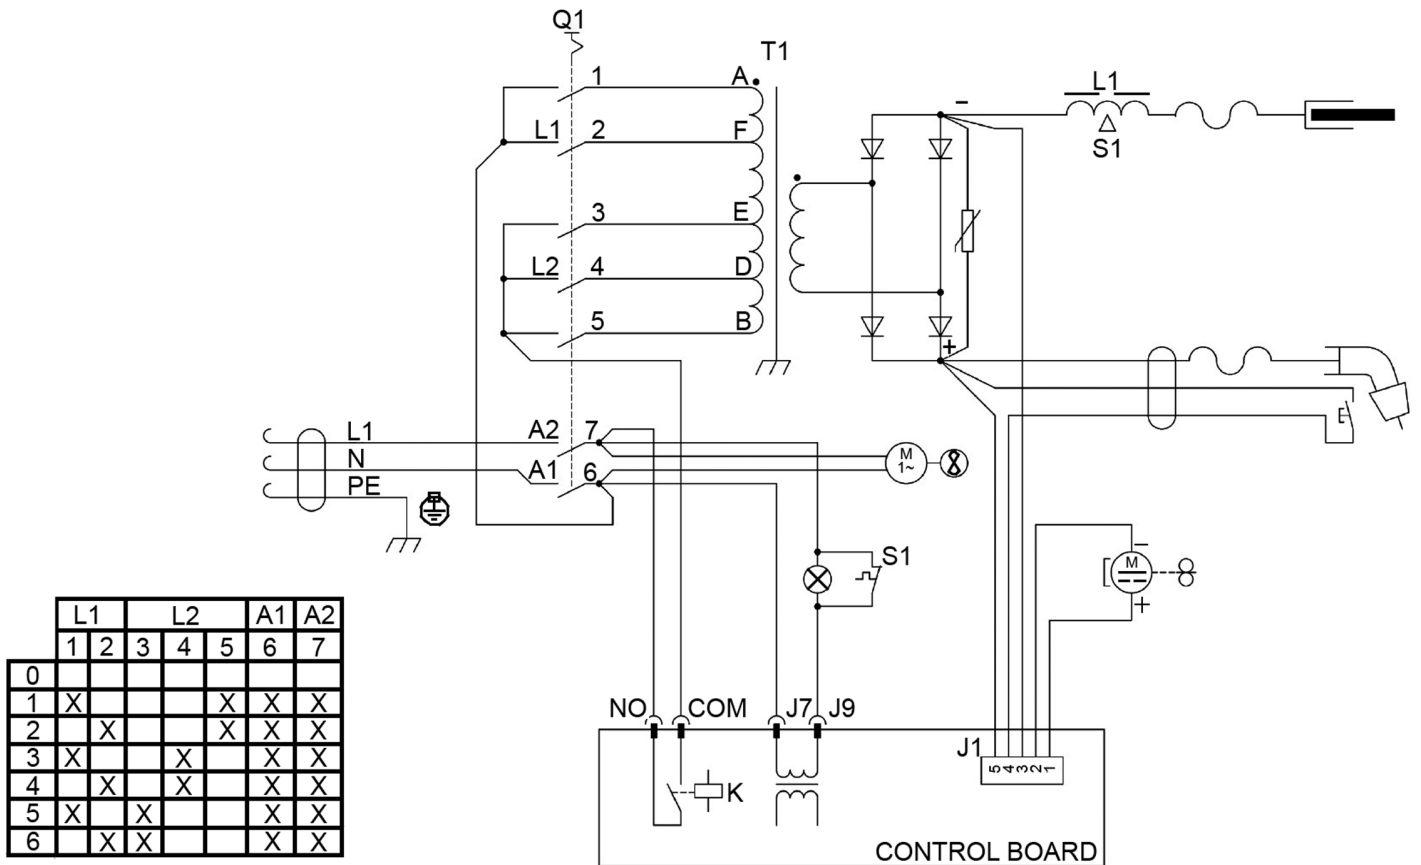 Q1
T1
1 A
L1
L1 2 F
S1
3 E
L2 4 D
5 B
-
+
L1 A2 7
N A1 6
PE
M
1~
S1
-
M
+
NO COM J7 J9
J1 5 4 3 2 1
K
CONTROL BOARD
L1 L2 A1 A2
1 2 3 4 5 6 7
0
1 X X X X
2 X X X X
3 X X X X
4 X X X X
5 X X X X
6 X X X X